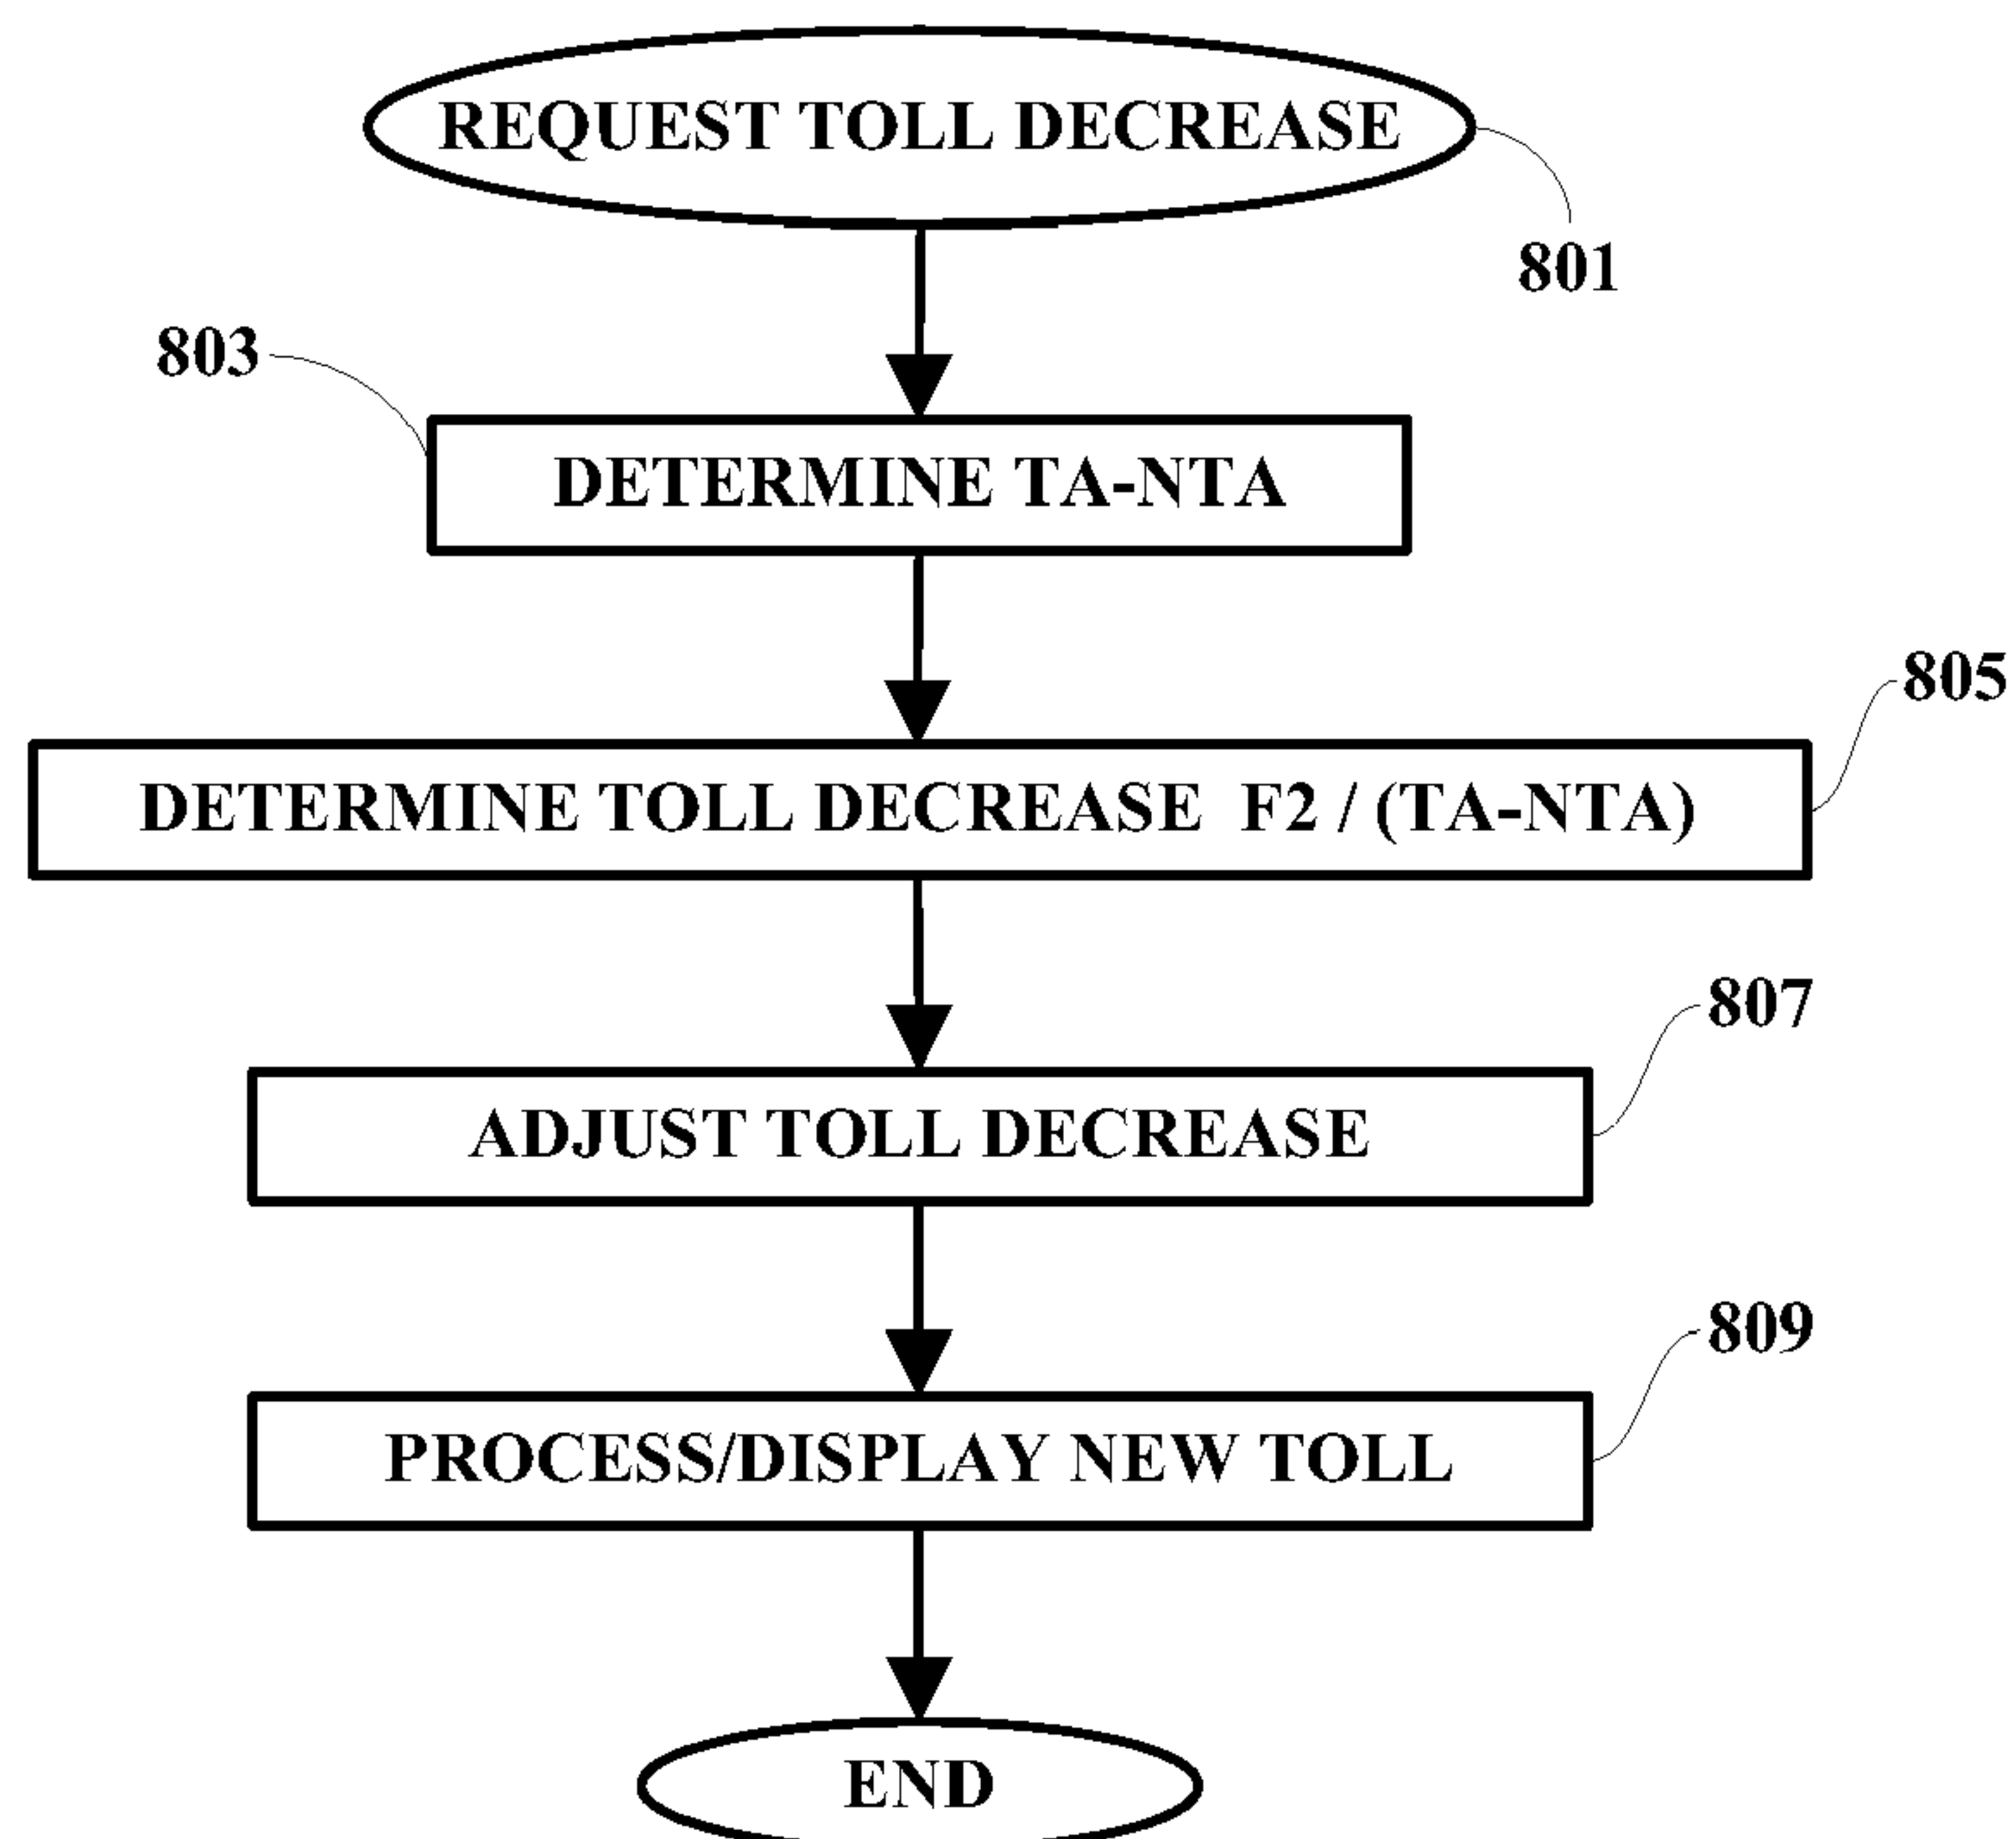 REQUEST TOLL DECREASE
801
803
DETERMINE TA-NTA
805
DETERMINE TOLL DECREASE F2 / (TA-NTA)
807
ADJUST TOLL DECREASE
809
PROCESS/DISPLAY NEW TOLL
END